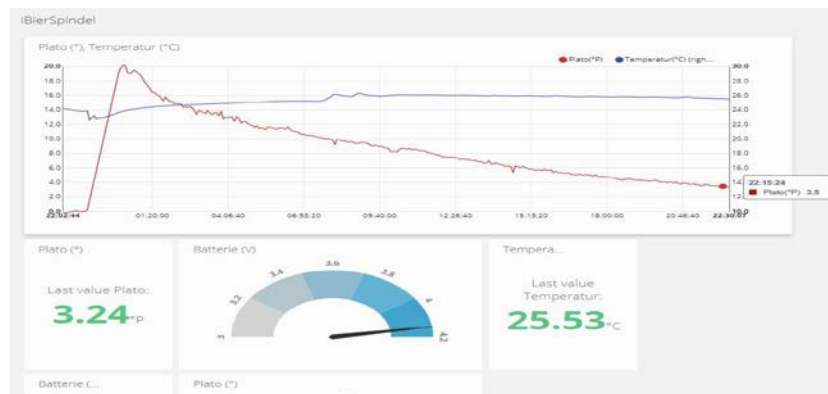 iBierSpindel
Plato (°), Temperatur (°C)
Plato(°P) Temperatur(°C) (righ...
20.0 30.0
18.0 28.0
16.0 26.0
14.0 24.0
12.0 22.0
10.0 20.0
8.0 18.0
6.0 16.0
4.0 14.
2.0
0.0 10.0
22:15:24
Plato(°P) 3.5
22:02:44 01:20:00 04:06:40 06:53:20 09:40:00 12:26:40 15:13:20 18:00:00 20:46:40 22:30:07
Plato (°)
Last value Plato:
3.24 °P
Batterie (V)
3 3.2 3.4 3.6 3.8 4 4.2
Tempera...
Last value
Temperatur:
25.53 °C
Batterie (...
Plato (°)